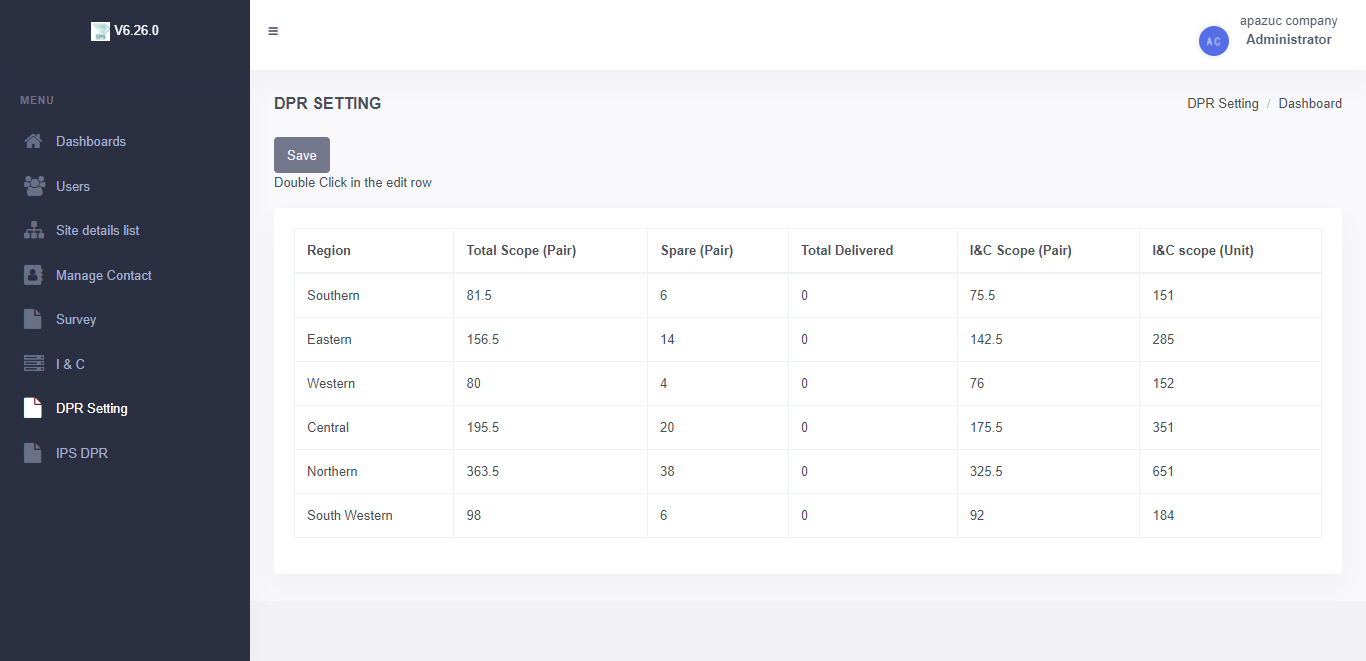 V6.26.0
apazuc company
AC
Administrator
MENU
Dashboards
Users
Site details list
Manage Contact
Survey
I & C
DPR Setting
IPS DPR
DPR SETTING
DPR Setting / Dashboard
Save
Double Click in the edit row
Region Total Scope (Pair) Spare (Pair) Total Delivered I&C Scope (Pair) I&C scope (Unit)
Southern 81.5 6 0 75.5 151
Eastern 156.5 14 0 142.5 285
Western 80 4 0 76 152
Central 195.5 20 0 175.5 351
Northern 363.5 38 0 325.5 651
South Western 98 6 0 92 184